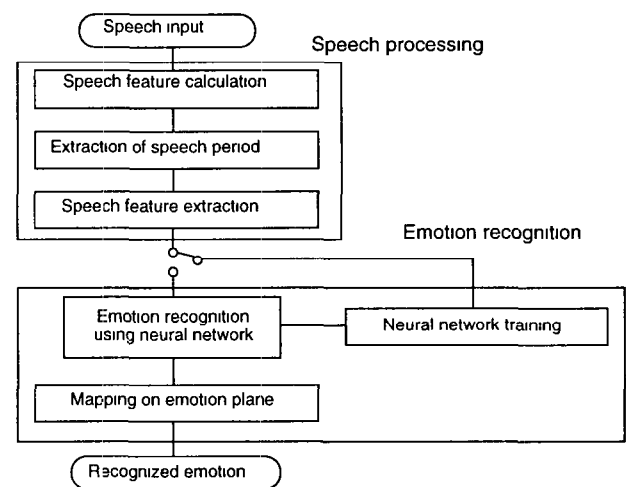 Speech input
Speech processing
Speech feature calculation
Extraction of speech period
Speech feature extraction
Emotion recognition
Emotion recognition
using neural network
Neural network training
Mapping on emotion plane
Recognized emotion